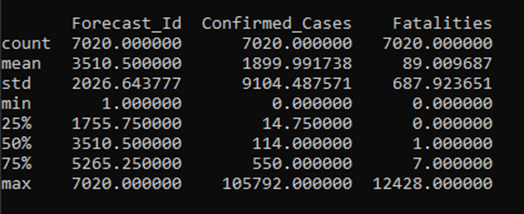 Forecast_Id Confirmed_Cases Fatalities
count 7020.000000 7020.000000 7020.000000
mean 3510.500000 1899.991738 89.009687
std 2026.643777 9104.487571 687.923651
min 1.000000 0.000000 0.000000
25% 1755.750000 14.750000 0.000000
50% 3510.500000 114.000000 1.000000
75% 5265.250000 550.000000 7.000000
max 7020.000000 105792.000000 12428.000000